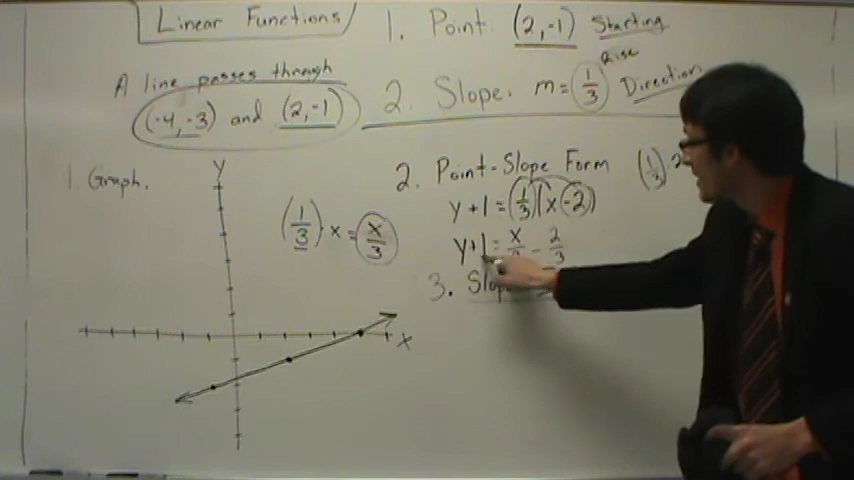 Linear Functions
1. Point. (2,-1) Starting
Rise
A line passes through
(-4,-3) and (2,-1)
2. Slope. m = 1/3 Direction
1. Graph.
Y
(1/3) x = x/3
X
2. Point-Slope Form
y+1 = (1/3)(x-2)
y+1 = x/ - 2/3
3. Slop
(1/3)